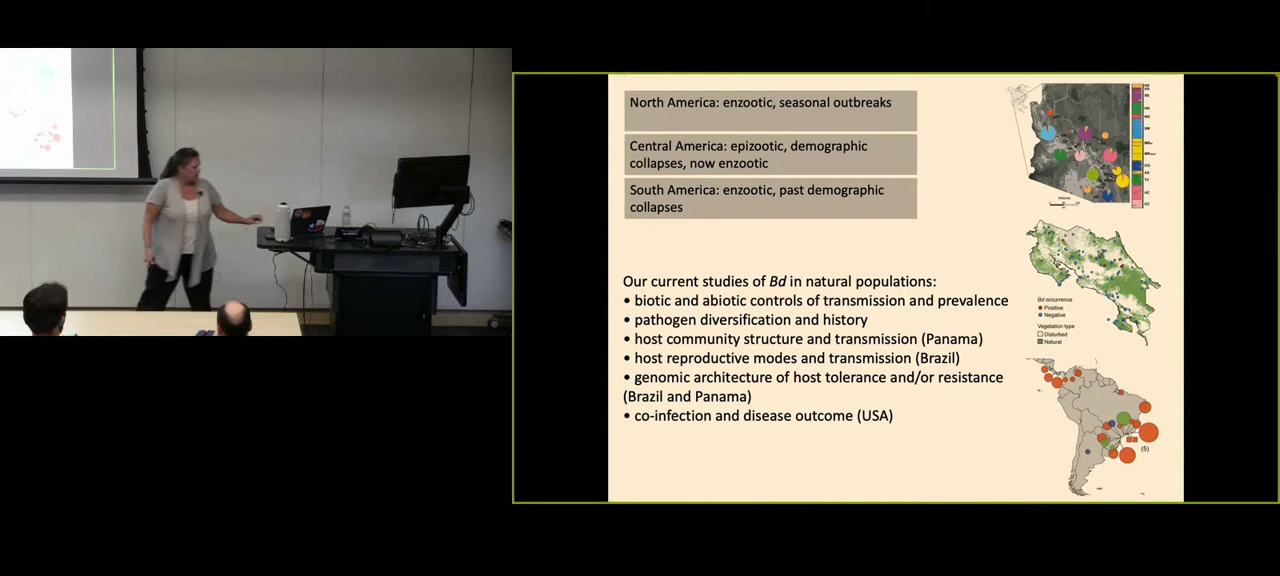 North America: enzootic, seasonal outbreaks
Central America: epizootic, demographic
collapses, now enzootic
South America: enzootic, past demographic
collapses
Our current studies of Bd in natural populations:
• biotic and abiotic controls of transmission and prevalence
• pathogen diversification and history
• host community structure and transmission (Panama)
• host reproductive modes and transmission (Brazil)
• genomic architecture of host tolerance and/or resistance
(Brazil and Panama)
• co-infection and disease outcome (USA)
Bd occurrence
Positive
Negative
Vegetation type
Disturbed
Natural
(5)